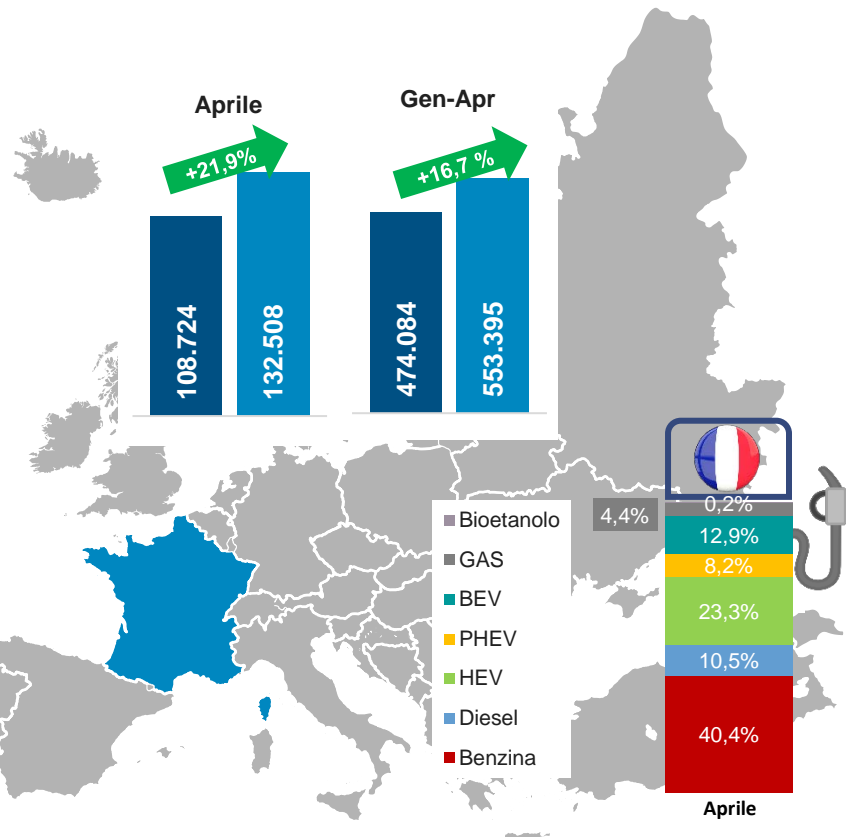 Aprile
Gen-Apr
+21,9%
+16,7 %
108.724
132.508
474.084
553.395
Bioetanolo
GAS
BEV
PHEV
HEV
Diesel
Benzina
4,4%
0,2%
12,9%
8,2%
23,3%
10,5%
40,4%
Aprile